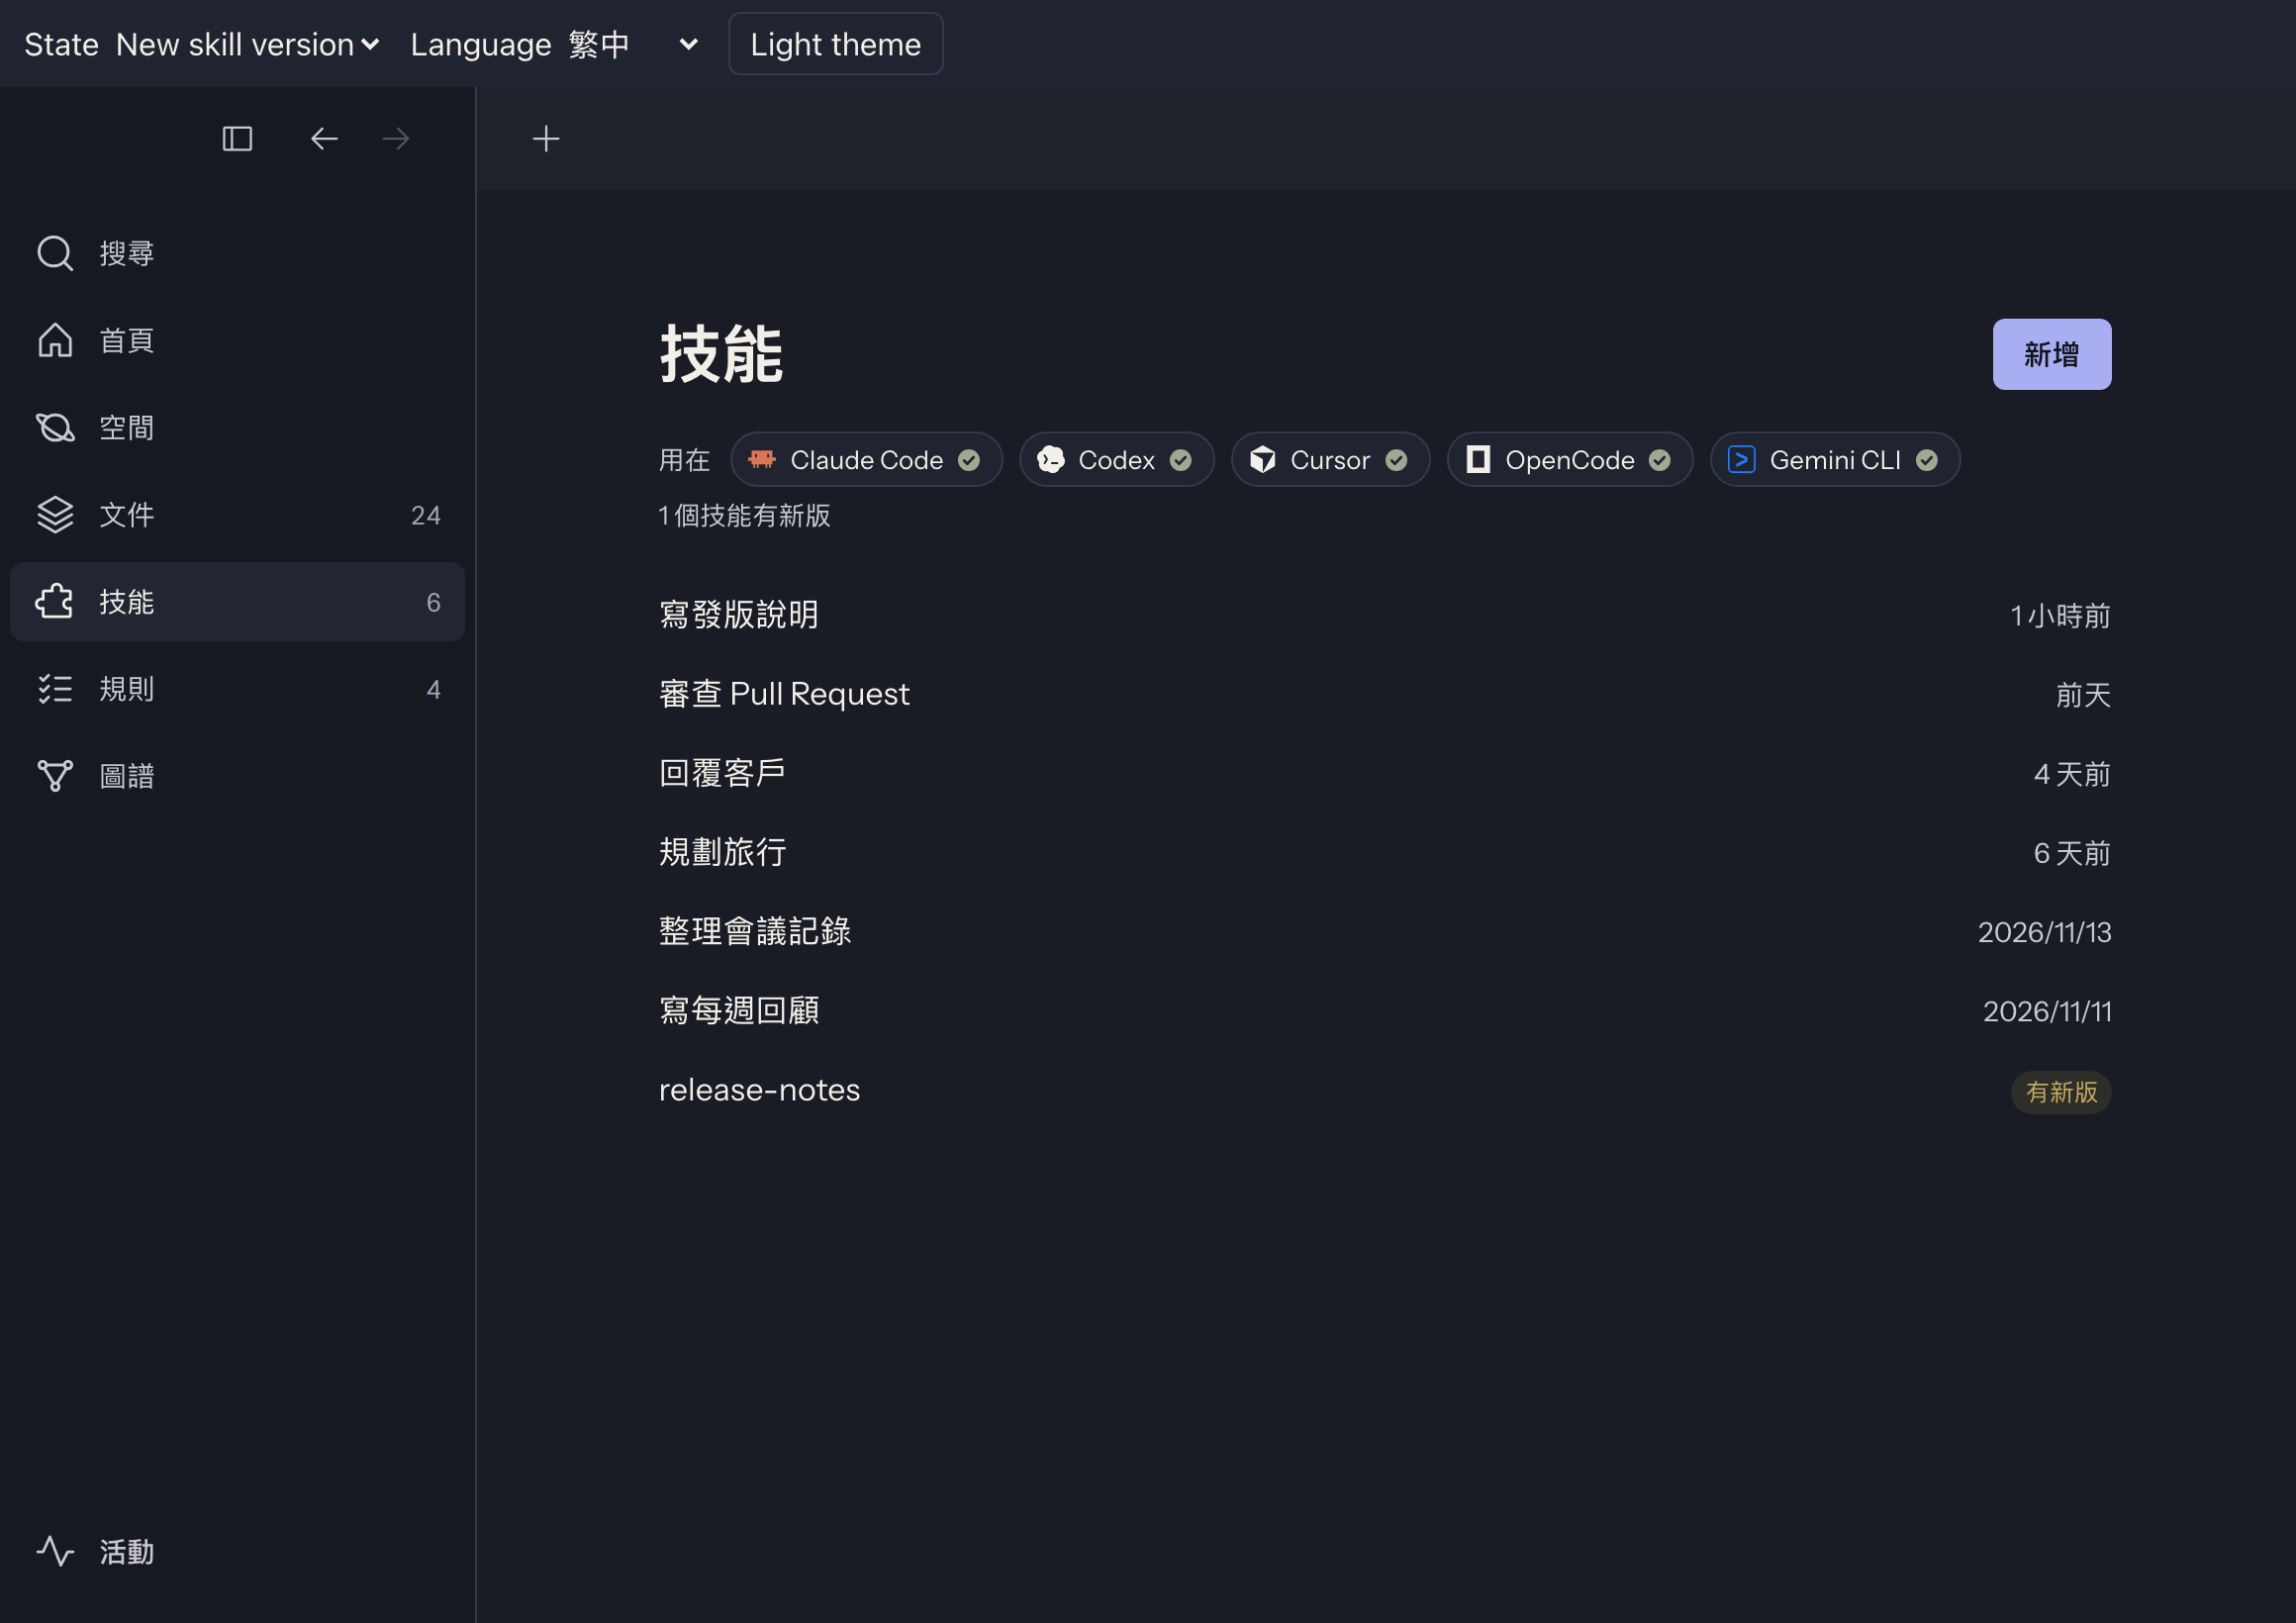 State New skill version Language 繁中 Light theme
搜尋
首頁
空間
文件 24
技能 6
規則 4
圖譜
活動
技能 新增
用在 Claude Code Codex Cursor OpenCode Gemini CLI
1 個技能有新版
寫發版說明 1 小時前
審查 Pull Request 前天
回覆客戶 4 天前
規劃旅行 6 天前
整理會議記錄 2026/11/13
寫每週回顧 2026/11/11
release-notes 有新版